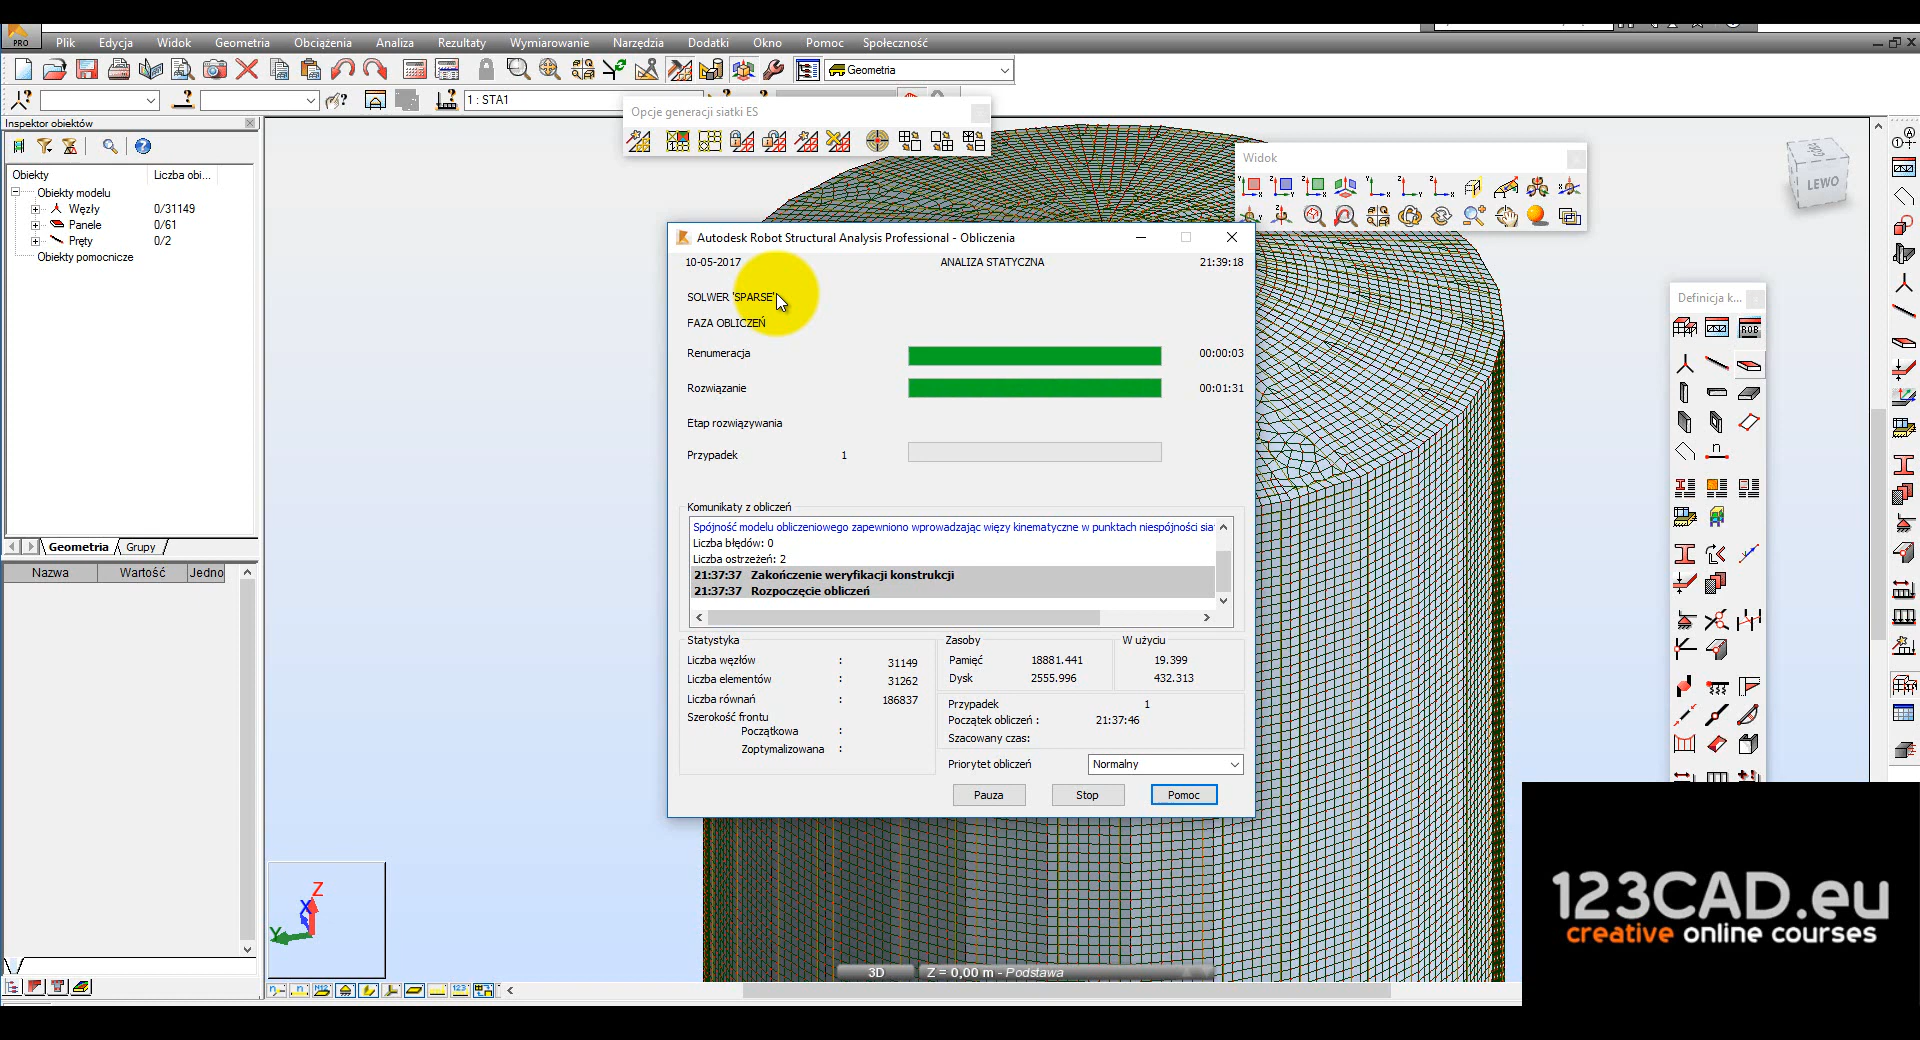 PRO
Plik Edycja Widok Geometria Obciążenia Analiza Rezultaty Wymiarowanie Narzędzia Dodatki Okno Pomoc Społeczność
Geometria
1 : STA1
Inspektor obiektów
Opcje generacji siatki ES
Widok
Obiekty Liczba obi...
Obiekty modelu
Węzły 0/31149
Panele 0/61
Pręty 0/2
Obiekty pomocnicze
LEWO
Autodesk Robot Structural Analysis Professional - Obliczenia
10-05-2017 ANALIZA STATYCZNA 21:39:18
SOLWER 'SPARSE'
FAZA OBLICZEŃ
Renumeracja 00:00:03
Rozwiązanie 00:01:31
Etap rozwiązywania
Przypadek 1
Definicja k...
Komunikaty z obliczeń
Spójność modelu obliczeniowego zapewniono wprowadzając więzy kinematyczne w punktach niespójności sia
Liczba błędów: 0
Liczba ostrzeżeń: 2
21:37:37 Zakończenie weryfikacji konstrukcji
21:37:37 Rozpoczęcie obliczeń
Geometria Grupy
Nazwa Wartość Jedno
Statystyka
Liczba węzłów : 31149
Liczba elementów : 31262
Liczba równań : 186837
Szerokość frontu
Początkowa :
Zoptymalizowana :
Zasoby W użyciu
Pamięć 18881.441 19.399
Dysk 2555.996 432.313
Przypadek 1
Początek obliczeń : 21:37:46
Szacowany czas:
Priorytet obliczeń Normalny
Pauza Stop Pomoc
Z
X
Y
3D Z = 0,00 m - Podstawa
123CAD.eu
creative online courses